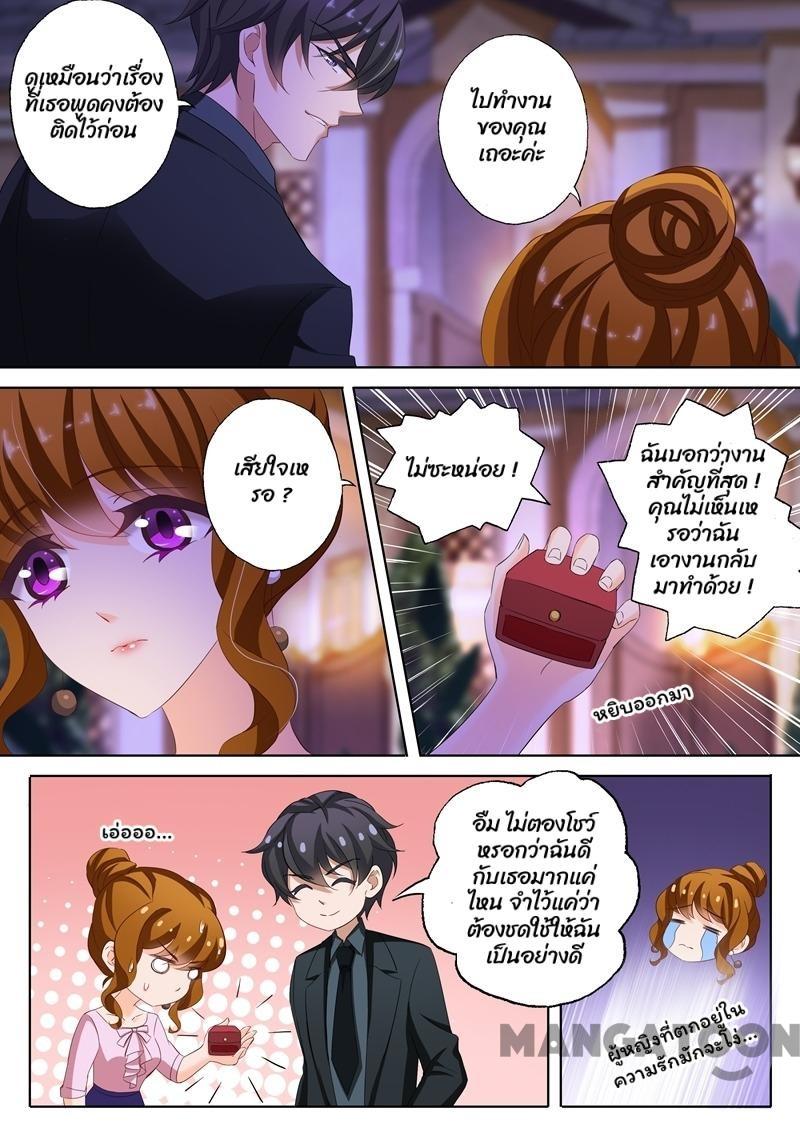 ดูเหมือนว่าเรื่อง
ที่เธอพูดคงต้อง
ติดไว้ก่อน
ไปทำงาน
ของคุณ
เถอะค่ะ
เสียใจเห
รอ ?
ไม่ซะหน่อย !
ฉันบอกว่างาน
สำคัญที่สุด !
คุณไม่เห็นเห
รอว่าฉัน
เอางานกลับ
มาทำด้วย !
หยิบออกมา
เอ่อออ...
อืม ไม่ตองโชว์
หรอกว่าฉันดี
กับเธอมากแค่
ไหน จำไว้แค่ว่า
ต้องชดใช้ให้ฉัน
เป็นอย่างดี
ผู้หญิงที่ตกอยู่ใน
ความรักมักจะโง่...
MANGATOON